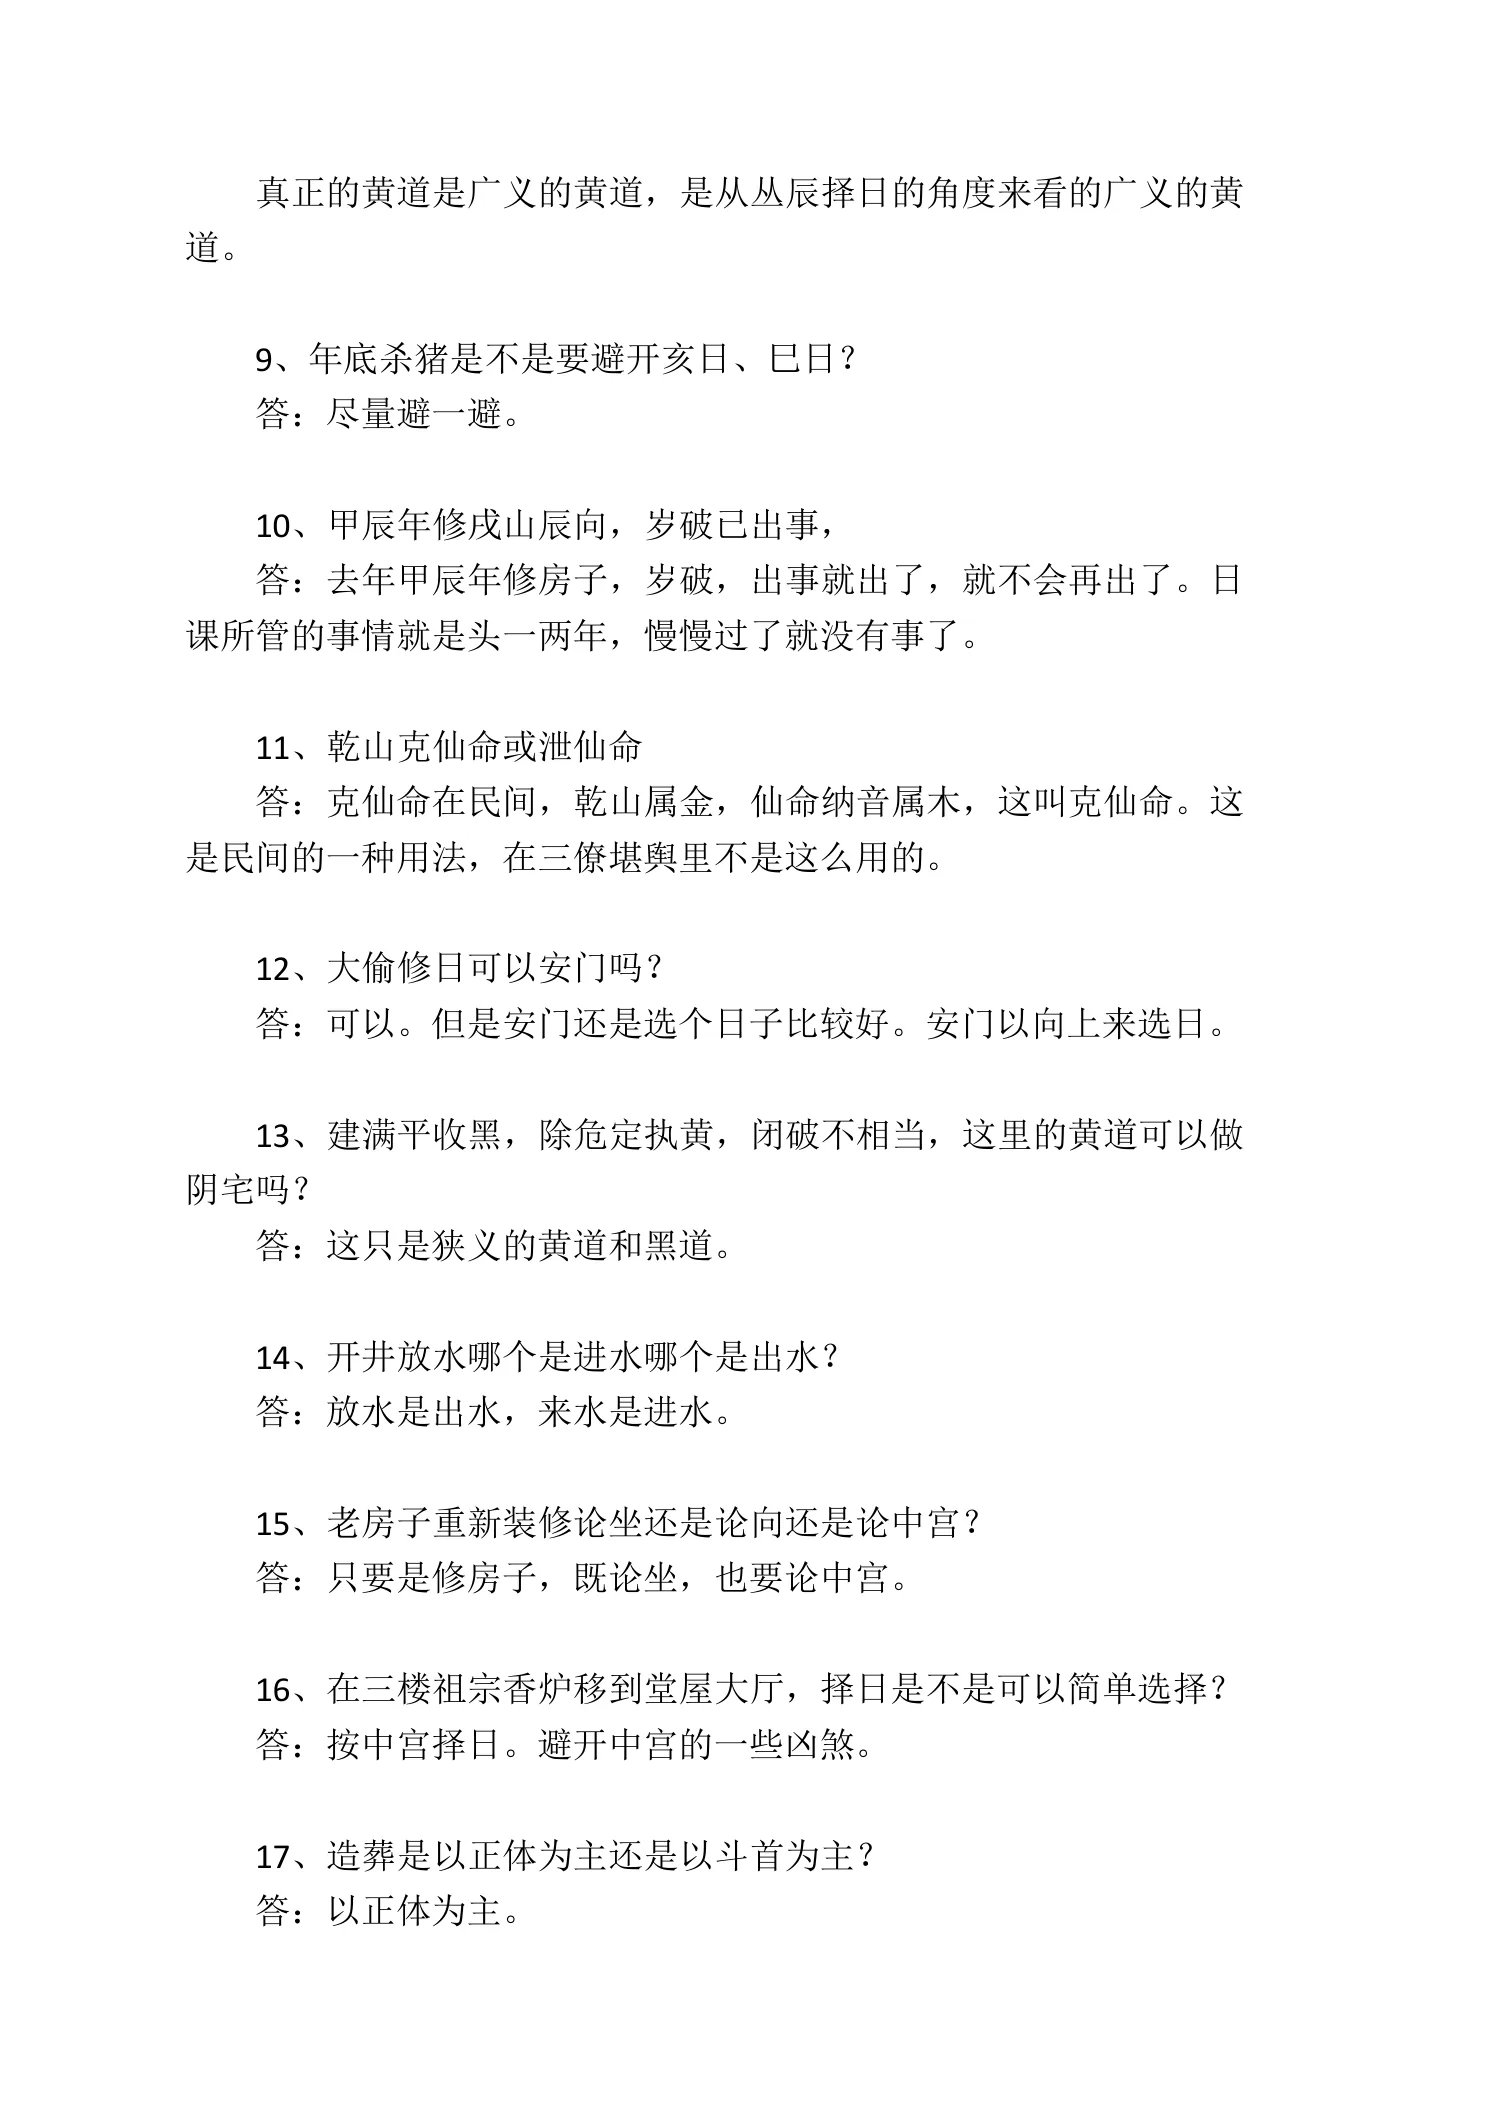 真正的黄道是广义的黄道，是从丛辰择日的角度来看的广义的黄
道。
9、年底杀猪是不是要避开亥日、巳日？
答：尽量避一避。
10、甲辰年修戌山辰向，岁破已出事，
答：去年甲辰年修房子，岁破，出事就出了，就不会再出了。日
课所管的事情就是头一两年，慢慢过了就没有事了。
11、乾山克仙命或泄仙命
答：克仙命在民间，乾山属金，仙命纳音属木，这叫克仙命。这
是民间的一种用法，在三僚堪舆里不是这么用的。
12、大偷修日可以安门吗？
答：可以。但是安门还是选个日子比较好。安门以向上来选日。
13、建满平收黑，除危定执黄，闭破不相当，这里的黄道可以做
阴宅吗？
答：这只是狭义的黄道和黑道。
14、开井放水哪个是进水哪个是出水？
答：放水是出水，来水是进水。
15、老房子重新装修论坐还是论向还是论中宫？
答：只要是修房子，既论坐，也要论中宫。
16、在三楼祖宗香炉移到堂屋大厅，择日是不是可以简单选择？
答：按中宫择日。避开中宫的一些凶煞。
17、造葬是以正体为主还是以斗首为主？
答：以正体为主。